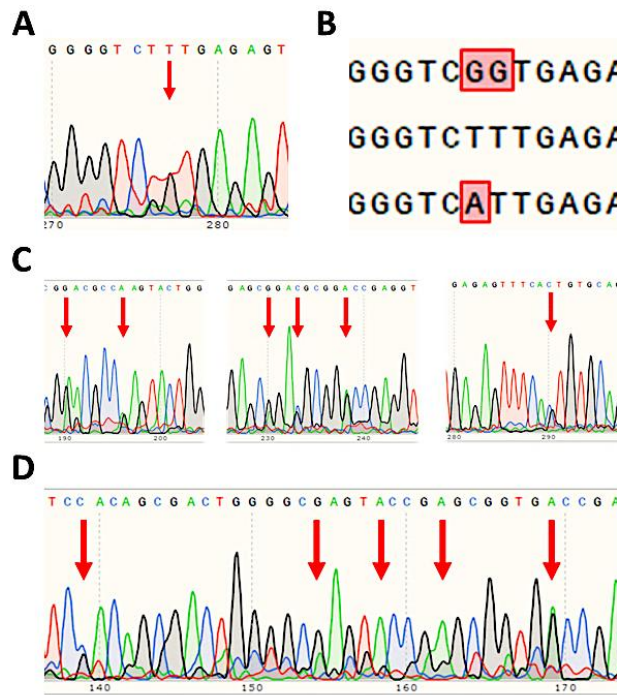 A
G G G G T C T T T G A G A G T
270 280
B
GGGTCGGTGAGA
GGGTCTTTGAGA
GGGTCATTGAGA
C
C G G A C G C C A A G T A C T G G
190 200
G A G C G G A C G C G G A C C G A G G T
230 240
G A G A G T T T C A C T G T G C A G
280 290
D
T C C A C A G C G A C T G G G G C G A G T A C C G A G C G G T G A C C G A
140 150 160 170